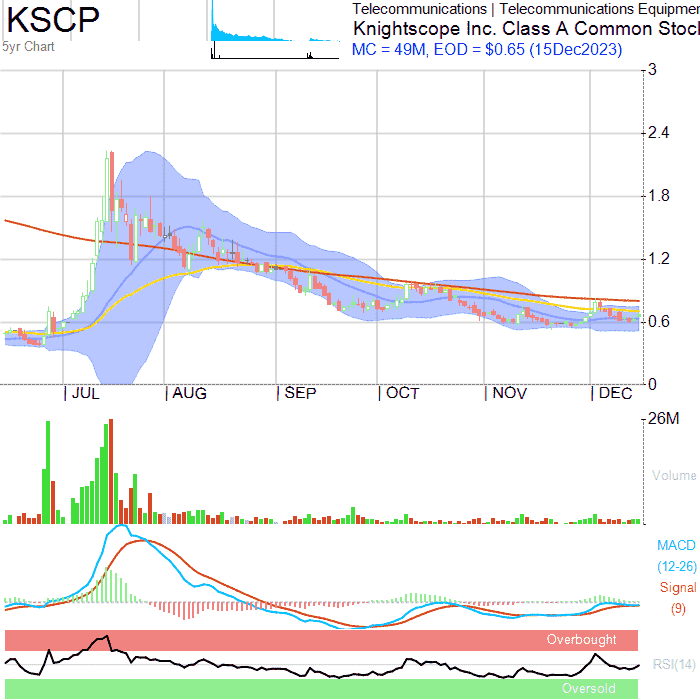 KSCP
5yr Chart
Telecommunications | Telecommunications Equipmen
Knightscope Inc. Class A Common Stoc
MC = 49M, EOD = $0.65 (15Dec2023)
3
2.4
1.8
1.2
0.6
0
JUL
AUG
SEP
OCT
NOV
DEC
26M
Volume
MACD
(12-26)
Signal
(9)
Overbought
RSI(14)
Oversold